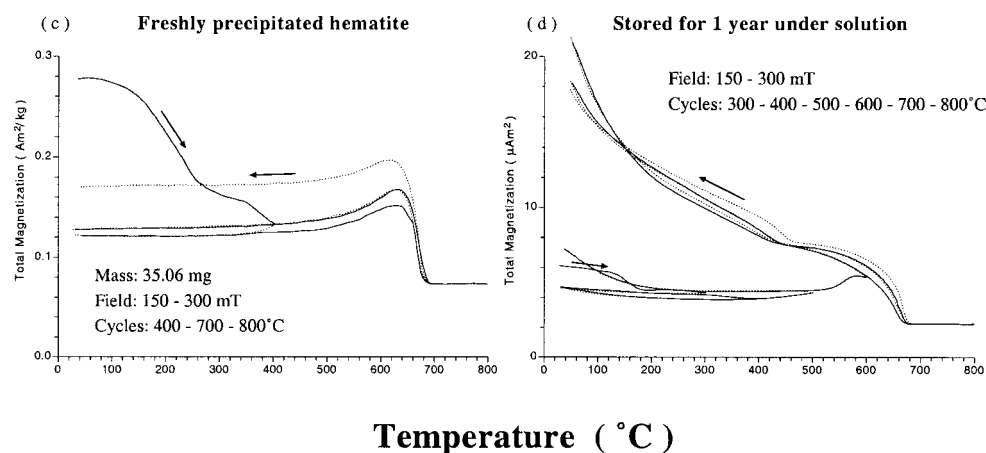 (c) Freshly precipitated hematite
Total Magnetization ( Am²/ kg)
0.3
0.2
0.1
0.0
0 100 200 300 400 500 600 700 800
Mass: 35.06 mg
Field: 150 - 300 mT
Cycles: 400 - 700 - 800˚C
(d) Stored for 1 year under solution
Total Magnetization ( µAm²)
20
10
0
0 100 200 300 400 500 600 700 800
Field: 150 - 300 mT
Cycles: 300 - 400 - 500 - 600 - 700 - 800˚C
Temperature (˚C)